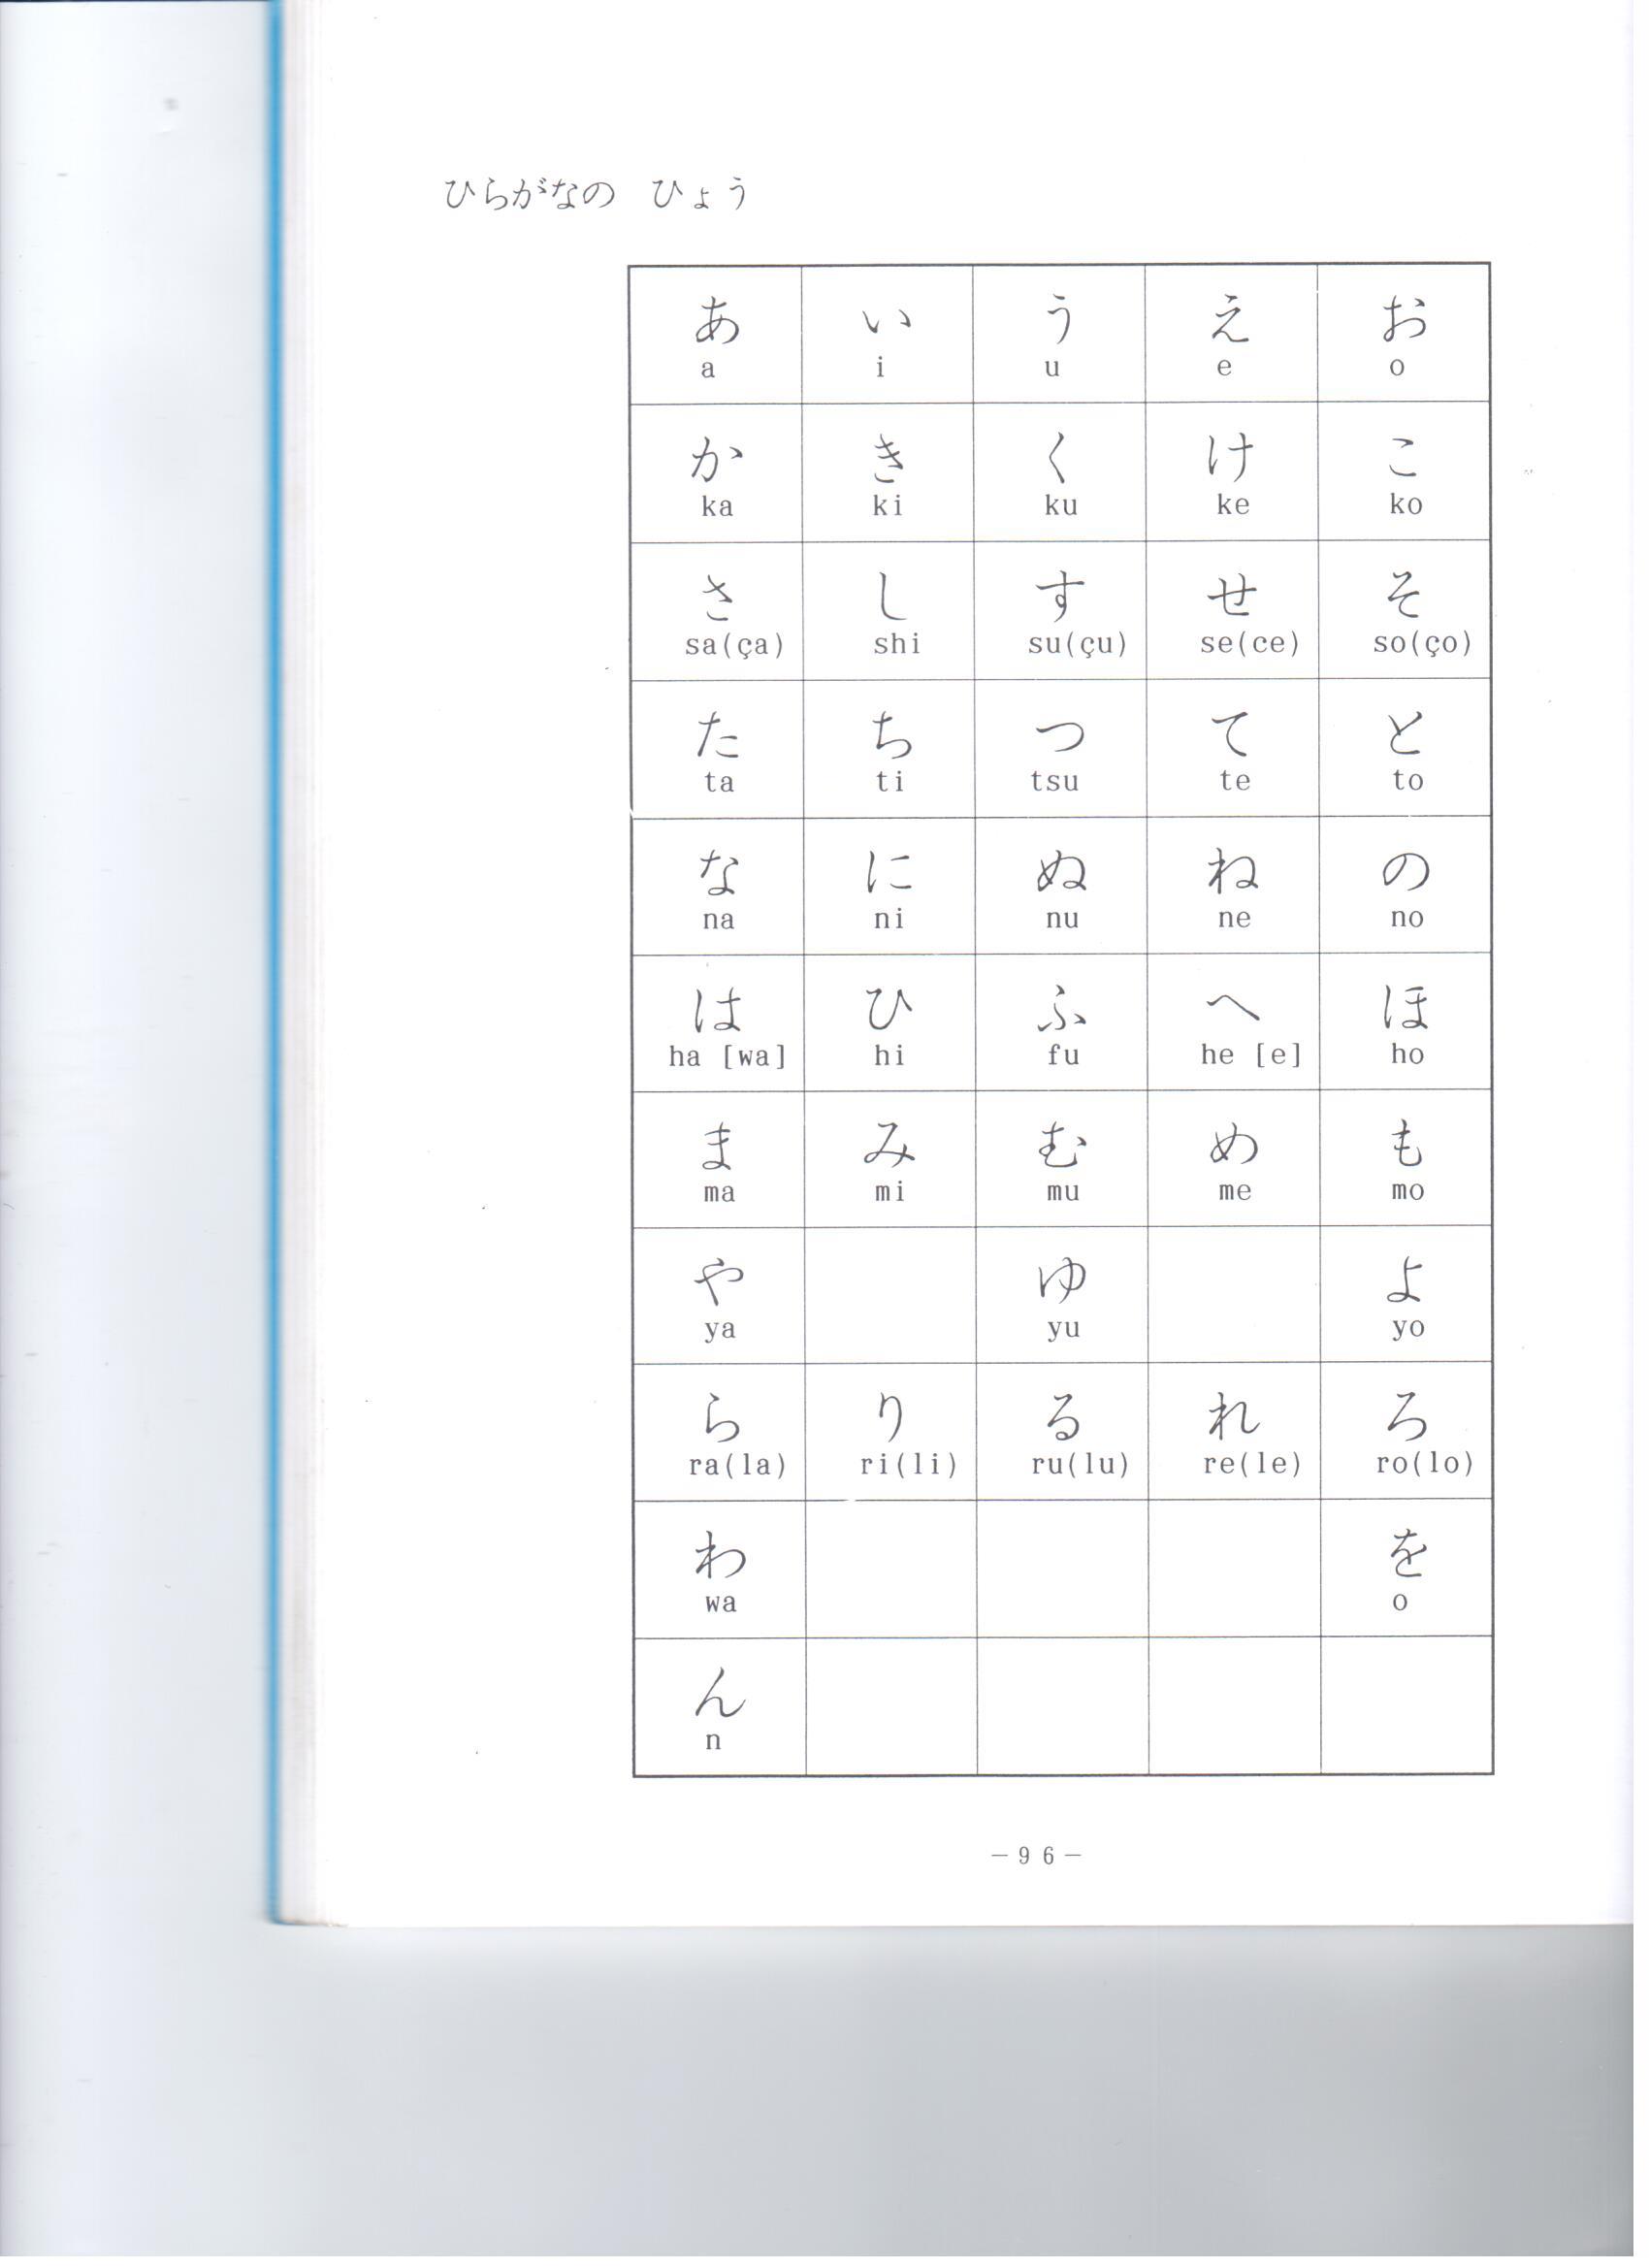 ひらがなの ひょう
あ い う え お
a i u e o
か き く け こ
ka ki ku ke ko
さ し す せ そ
sa(ça) shi su(çu) se(ce) so(ço)
た ち つ て と
ta ti tsu te to
な に ぬ ね の
na ni nu ne no
は ひ ふ へ ほ
ha [wa] hi fu he [e] ho
ま み む め も
ma mi mu me mo
や ゆ よ
ya yu yo
ら り る れ ろ
ra(la) ri(li) ru(lu) re(le) ro(lo)
わ を
wa o
ん
n
－96－